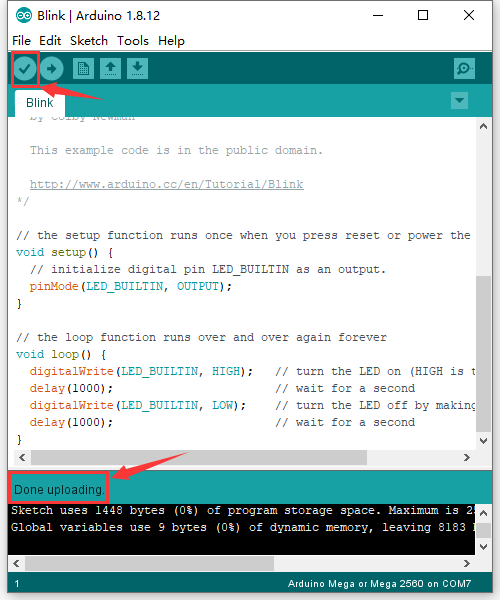 Blink | Arduino 1.8.12
File Edit Sketch Tools Help
Blink
by Colby Newman
This example code is in the public domain.
http://www.arduino.cc/en/Tutorial/Blink
*/
// the setup function runs once when you press reset or power the
void setup() {
// initialize digital pin LED_BUILTIN as an output.
pinMode(LED_BUILTIN, OUTPUT);
}
// the loop function runs over and over again forever
void loop() {
digitalWrite(LED_BUILTIN, HIGH); // turn the LED on (HIGH is t
delay(1000); // wait for a second
digitalWrite(LED_BUILTIN, LOW); // turn the LED off by making
delay(1000); // wait for a second
}
Done uploading.
Sketch uses 1448 bytes (0%) of program storage space. Maximum is 25
Global variables use 9 bytes (0%) of dynamic memory, leaving 8183
1 Arduino Mega or Mega 2560 on COM7